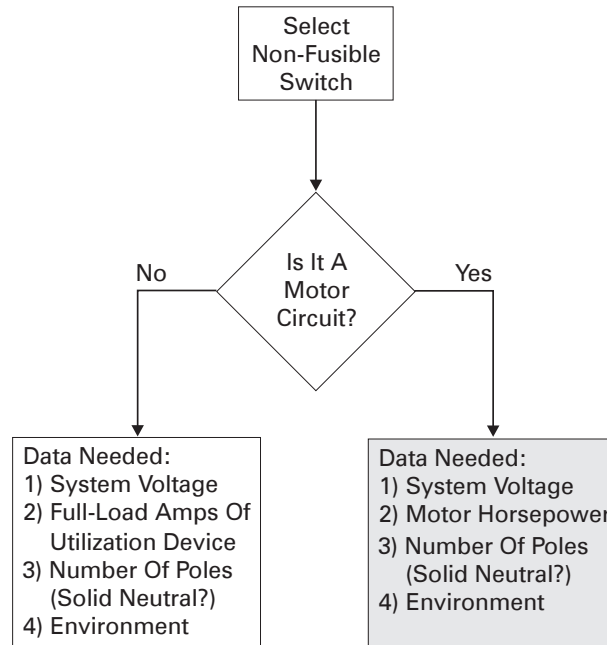 Select
Non-Fusible
Switch
Is It A
Motor
Circuit?
No
Yes
Data Needed:
1) System Voltage
2) Full-Load Amps Of
Utilization Device
3) Number Of Poles
(Solid Neutral?)
4) Environment
Data Needed:
1) System Voltage
2) Motor Horsepower
3) Number Of Poles
(Solid Neutral?)
4) Environment